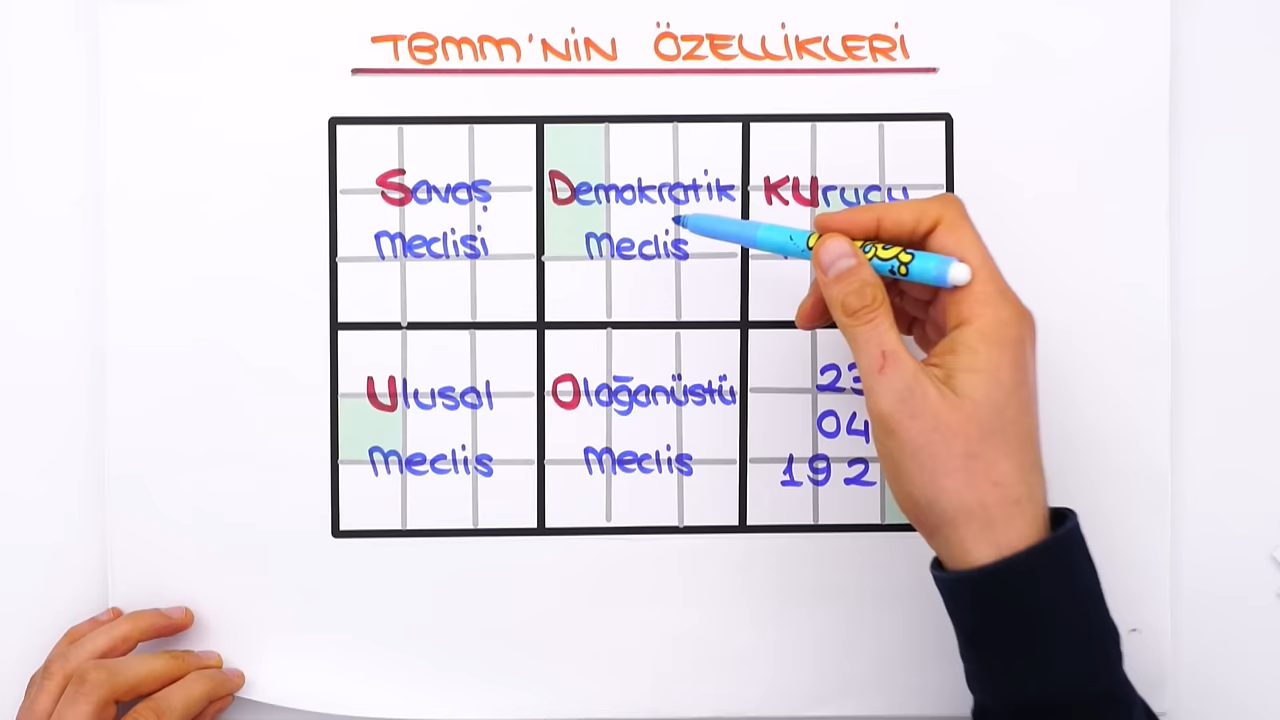 TBMM'NİN ÖZELLİKLERİ
Savaş
Meclisi
Demokratik
Meclis
KUrucu
Ulusal
Meclis
Olağanüstü
Meclis
23
04
192